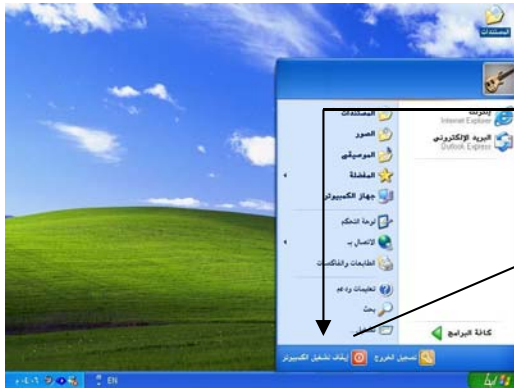 المستندات
إنترنت
Internet Explorer
البريد الإلكتروني
Outlook Express
كافة البرامج
المستندات
الصور
الموسيقى
المفضلة
جهاز الكمبيوتر
لوحة التحكم
الاتصال بـ
الطابعات والفاكسات
تعليمات ودعم
بحث
تشغيل...
تسجيل الخروج
إيقاف تشغيل الكمبيوتر
ابدأ
EN